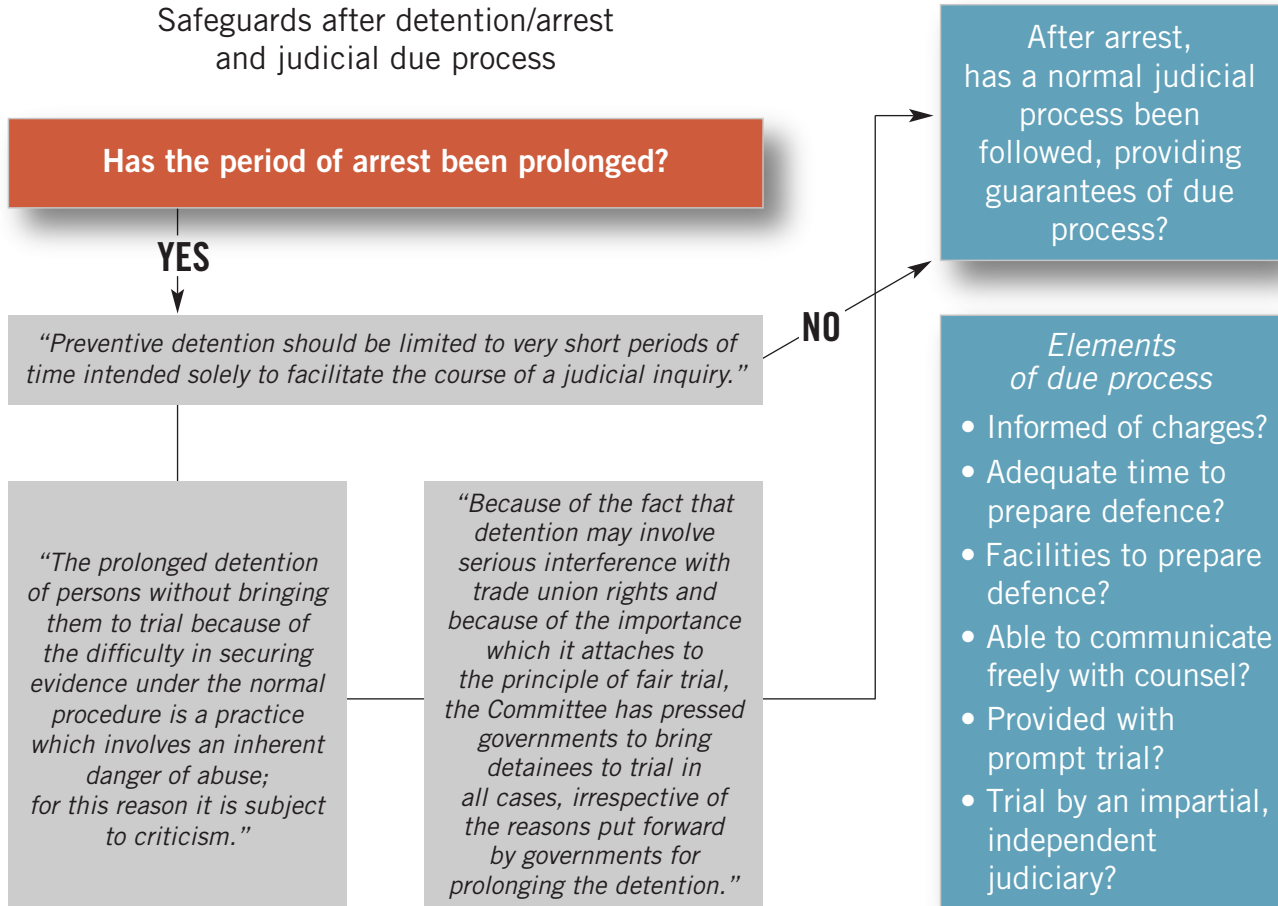 Safeguards after detention/arrest
and judicial due process
Has the period of arrest been prolonged?
YES
“Preventive detention should be limited to very short periods of
time intended solely to facilitate the course of a judicial inquiry.”
NO
“The prolonged detention
of persons without bringing
them to trial because of
the difficulty in securing
evidence under the normal
procedure is a practice
which involves an inherent
danger of abuse;
for this reason it is subject
to criticism.”
“Because of the fact that
detention may involve
serious interference with
trade union rights and
because of the importance
which it attaches to
the principle of fair trial,
the Committee has pressed
governments to bring
detainees to trial in
all cases, irrespective of
the reasons put forward
by governments for
prolonging the detention.”
After arrest,
has a normal judicial
process been
followed, providing
guarantees of due
process?
Elements
of due process
• Informed of charges?
• Adequate time to
prepare defence?
• Facilities to prepare
defence?
• Able to communicate
freely with counsel?
• Provided with
prompt trial?
• Trial by an impartial,
independent
judiciary?